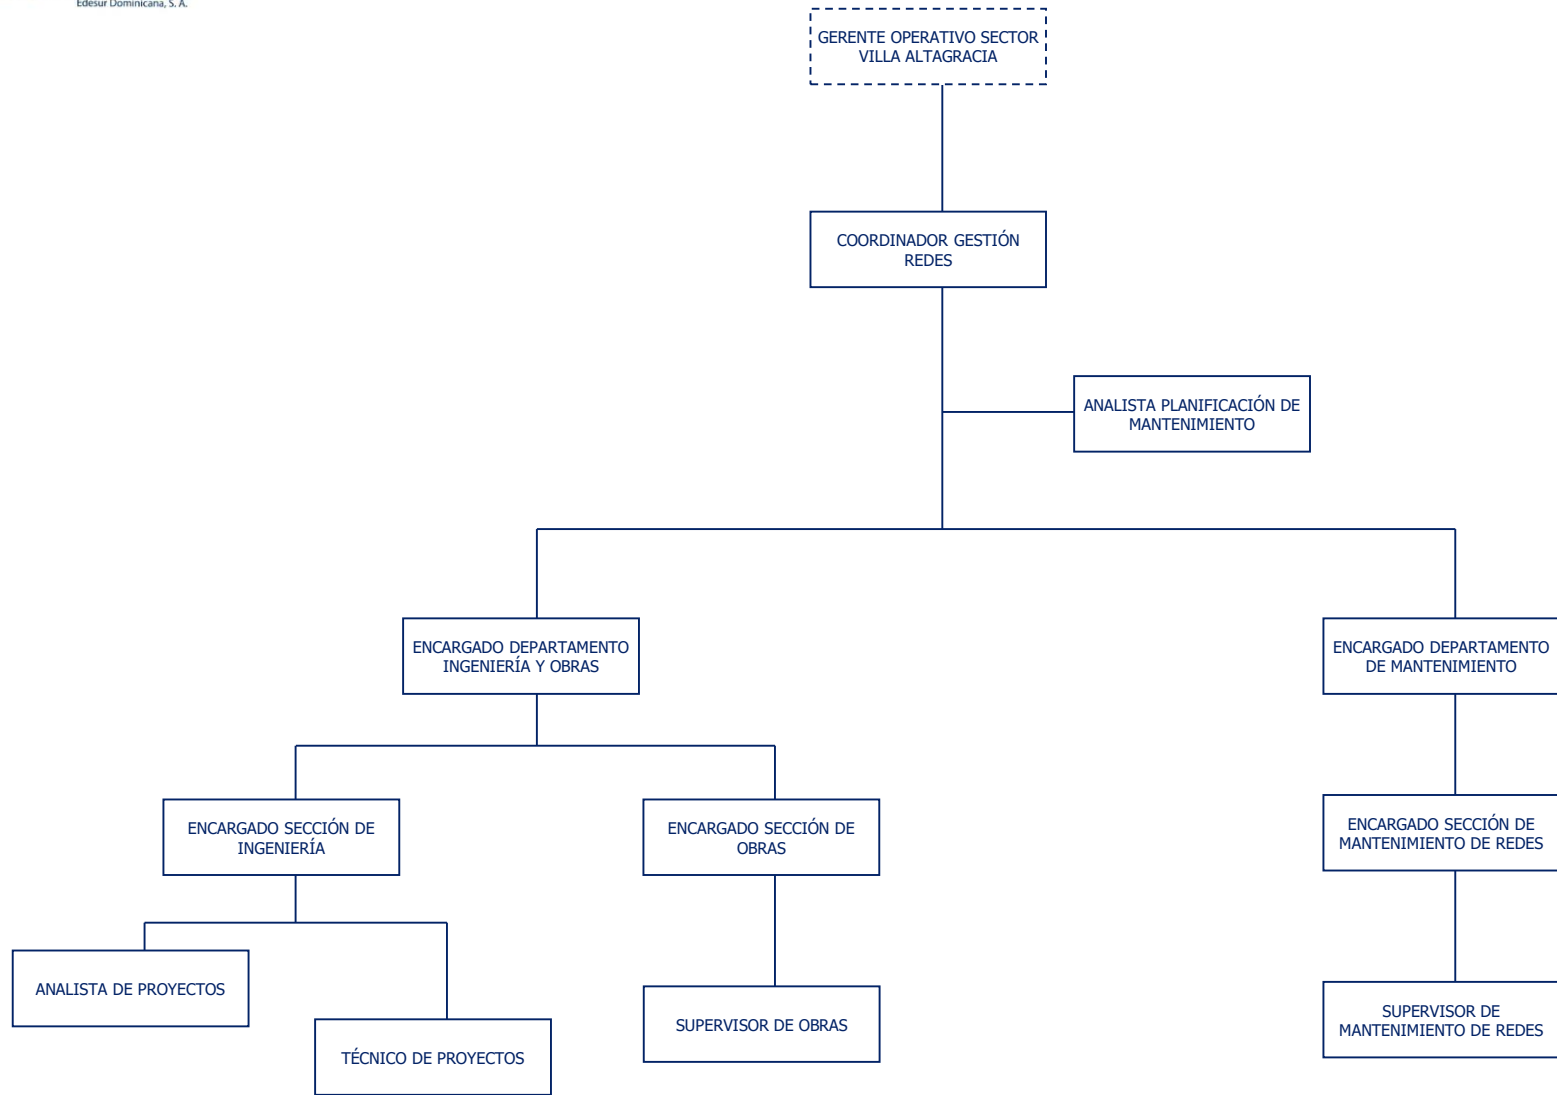 Edesur Dominicana, S. A.
GERENTE OPERATIVO SECTOR
VILLA ALTAGRACIA
COORDINADOR GESTIÓN
REDES
ANALISTA PLANIFICACIÓN DE
MANTENIMIENTO
ENCARGADO DEPARTAMENTO
INGENIERÍA Y OBRAS
ENCARGADO DEPARTAMENTO
DE MANTENIMIENTO
ENCARGADO SECCIÓN DE
INGENIERÍA
ENCARGADO SECCIÓN DE
OBRAS
ENCARGADO SECCIÓN DE
MANTENIMIENTO DE REDES
ANALISTA DE PROYECTOS
TÉCNICO DE PROYECTOS
SUPERVISOR DE OBRAS
SUPERVISOR DE
MANTENIMIENTO DE REDES